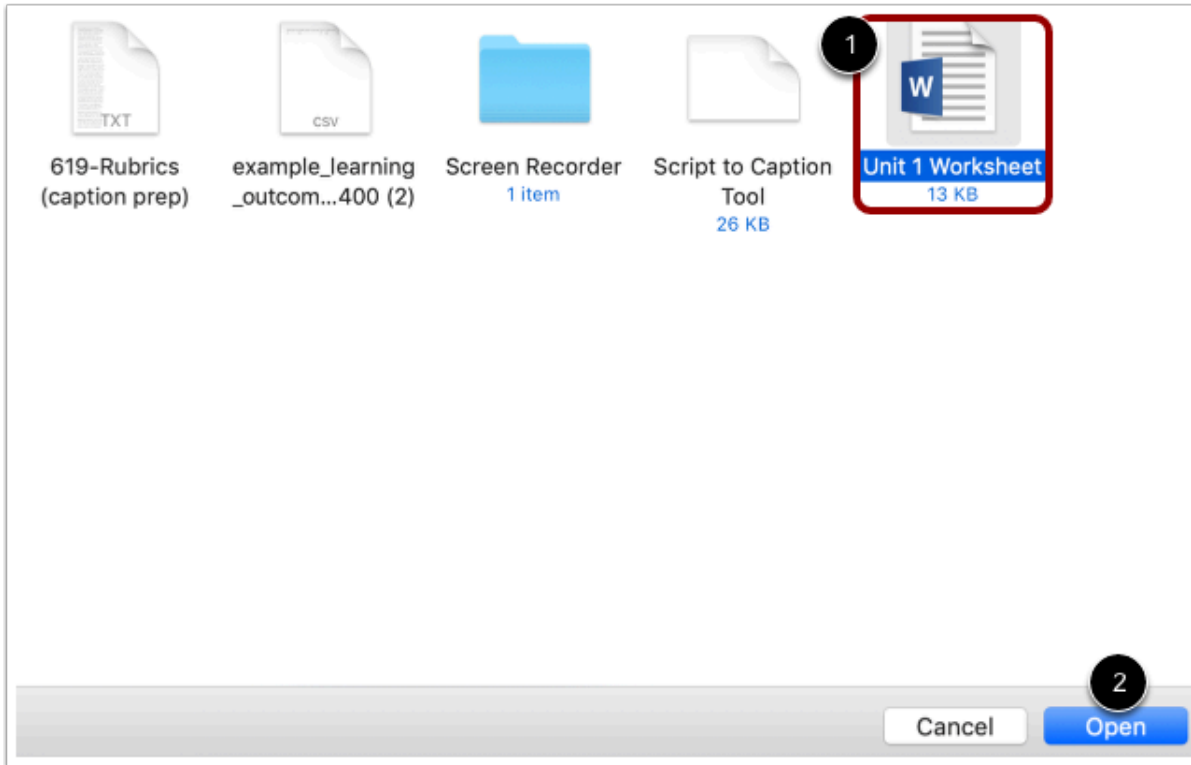 1
W
TXT
CSV
619-Rubrics
(caption prep)
example_learning
_outcom...400 (2)
Screen Recorder
1 item
Script to Caption
Tool
26 KB
Unit 1 Worksheet
13 KB
2
Cancel
Open